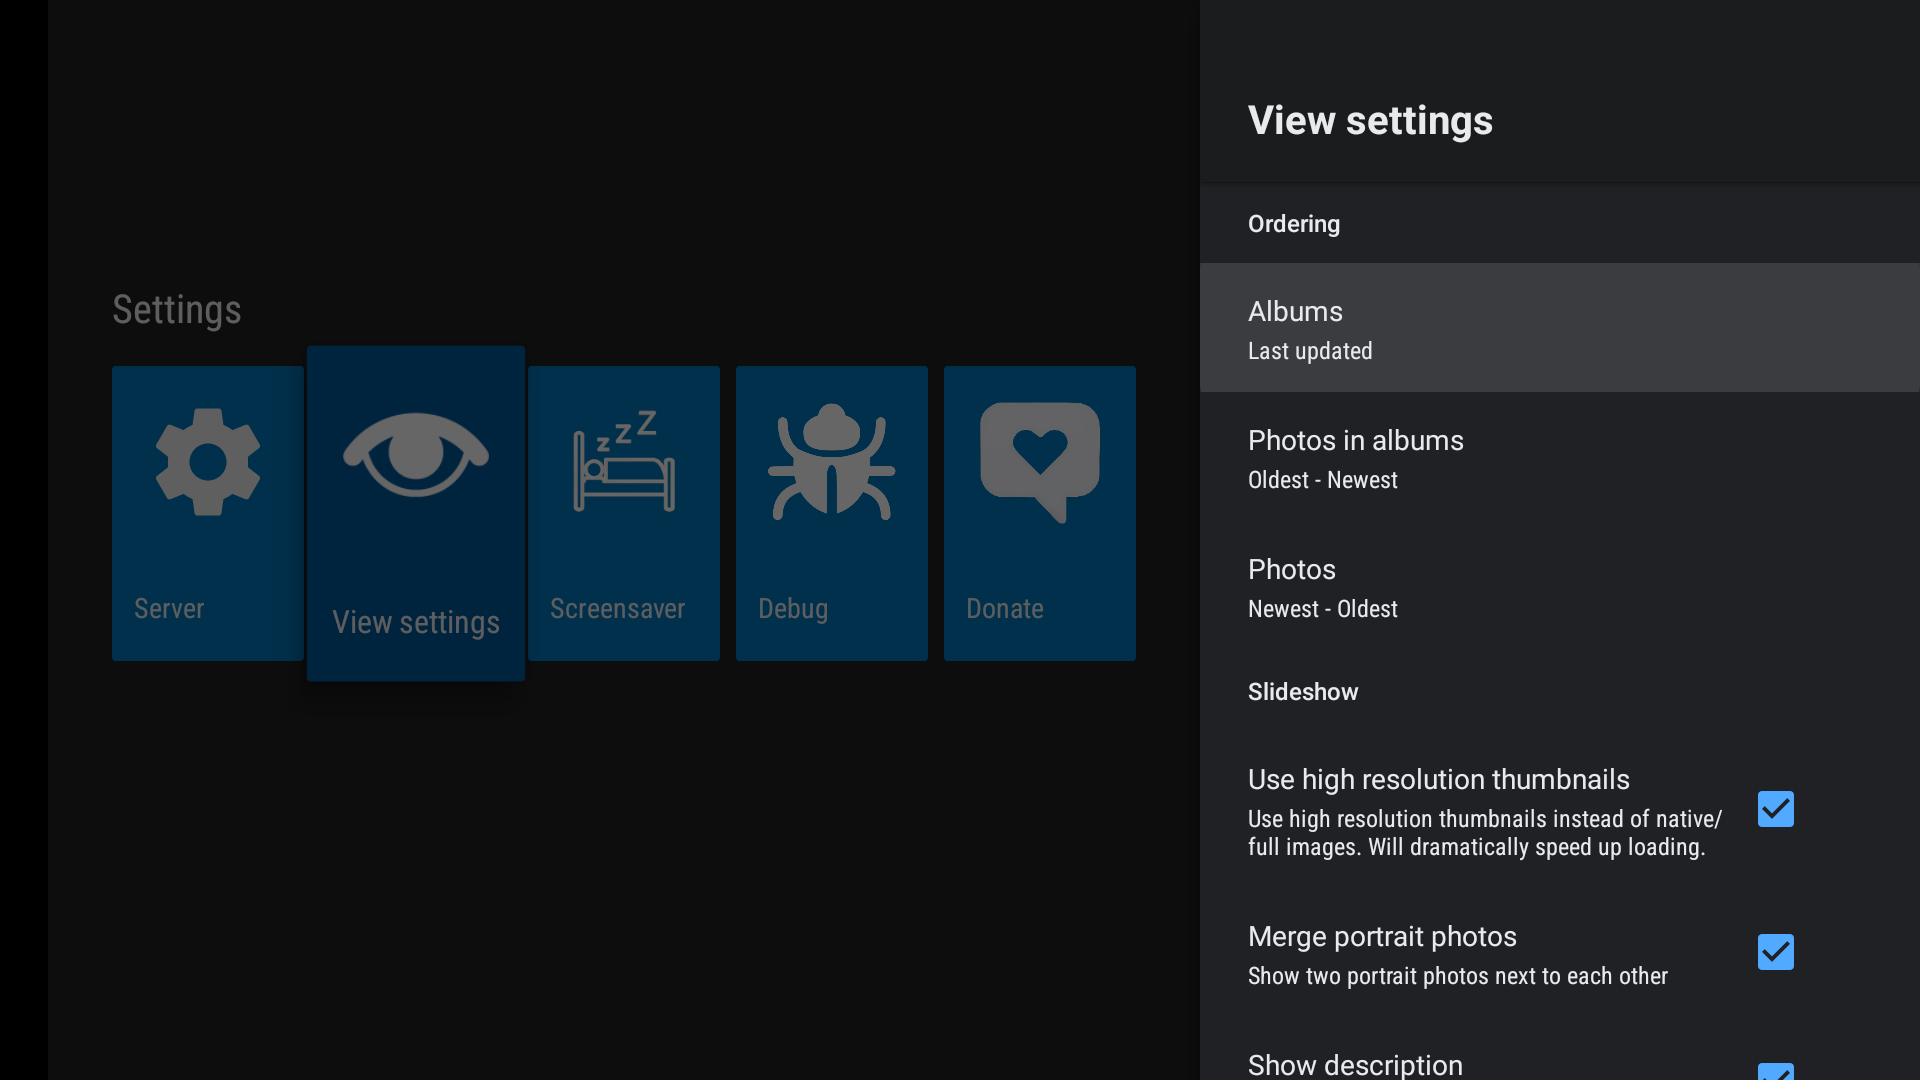 Settings
Server
View settings
Screensaver
Debug
Donate
View settings
Ordering
Albums
Last updated
Photos in albums
Oldest - Newest
Photos
Newest - Oldest
Slideshow
Use high resolution thumbnails
Use high resolution thumbnails instead of native/
full images. Will dramatically speed up loading.
Merge portrait photos
Show two portrait photos next to each other
Show description